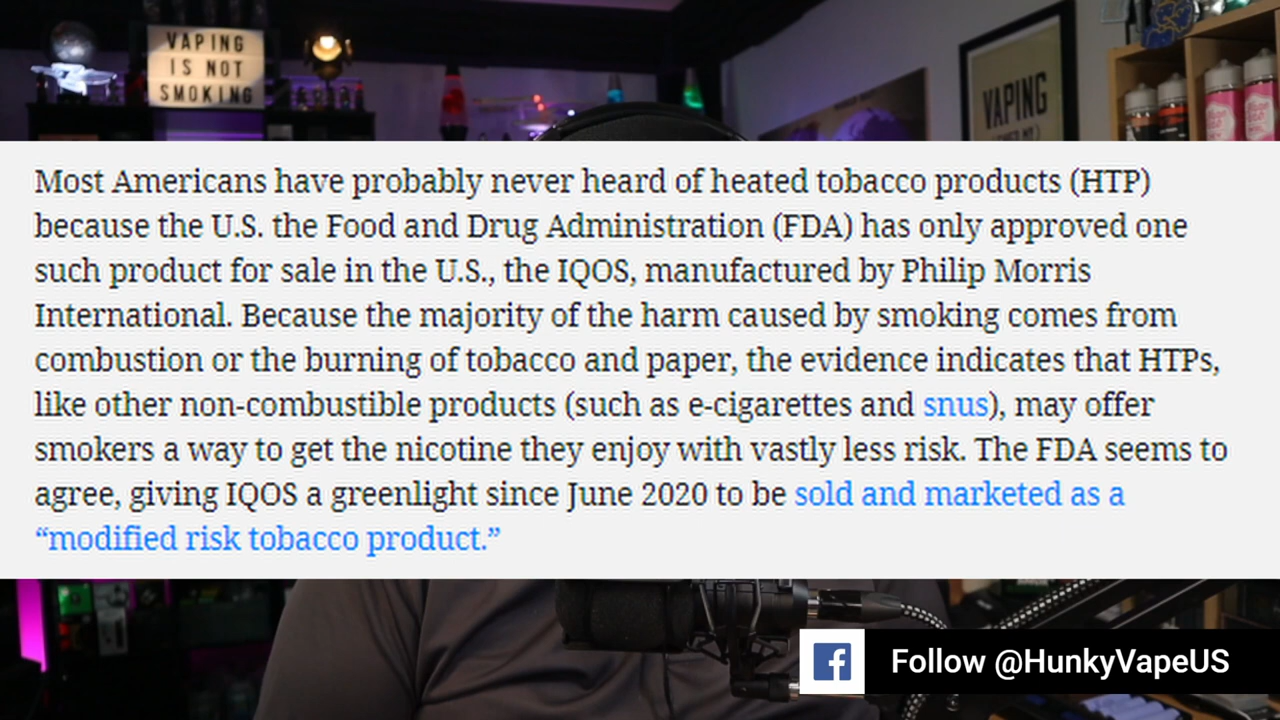 VAPING
IS NOT
SMOKING
VAPING
Most Americans have probably never heard of heated tobacco products (HTP)
because the U.S. the Food and Drug Administration (FDA) has only approved one
such product for sale in the U.S., the IQOS, manufactured by Philip Morris
International. Because the majority of the harm caused by smoking comes from
combustion or the burning of tobacco and paper, the evidence indicates that HTPs,
like other non-combustible products (such as e-cigarettes and snus), may offer
smokers a way to get the nicotine they enjoy with vastly less risk. The FDA seems to
agree, giving IQOS a greenlight since June 2020 to be sold and marketed as a
“modified risk tobacco product.”
Follow @HunkyVapeUS